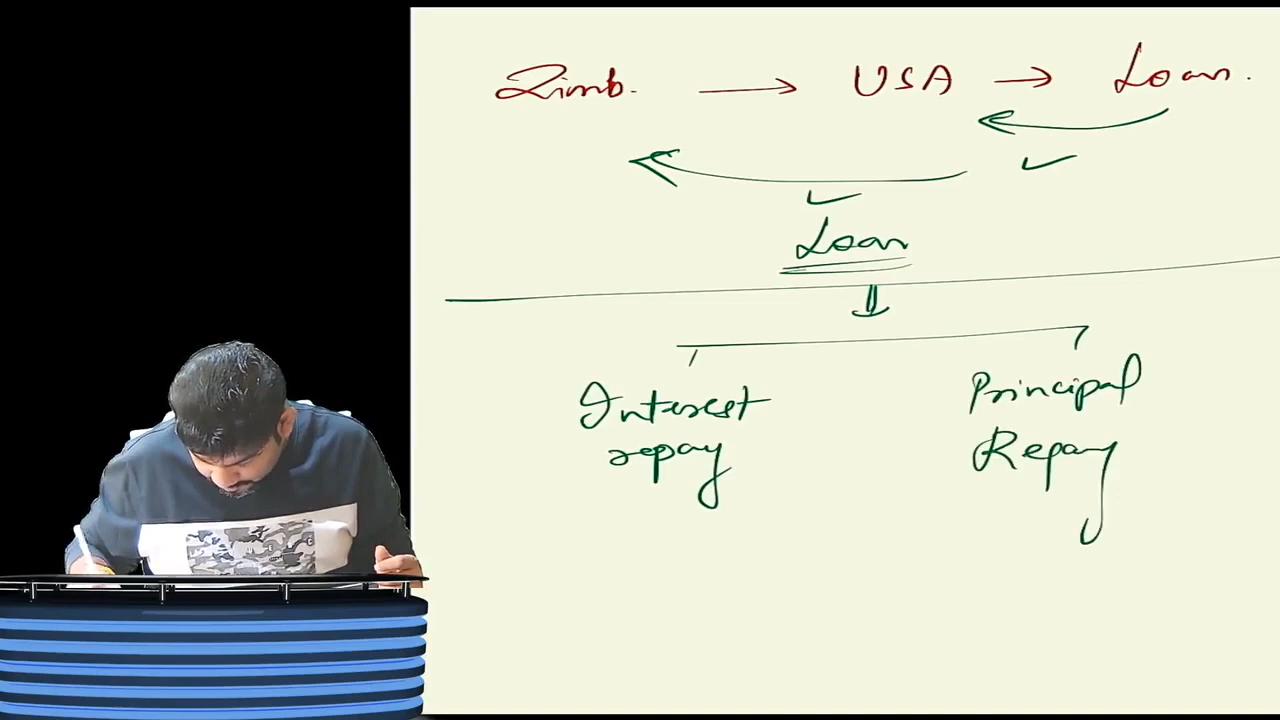 Zimb. → USA → Loan.
Loan
Interest Principal
repay Repay